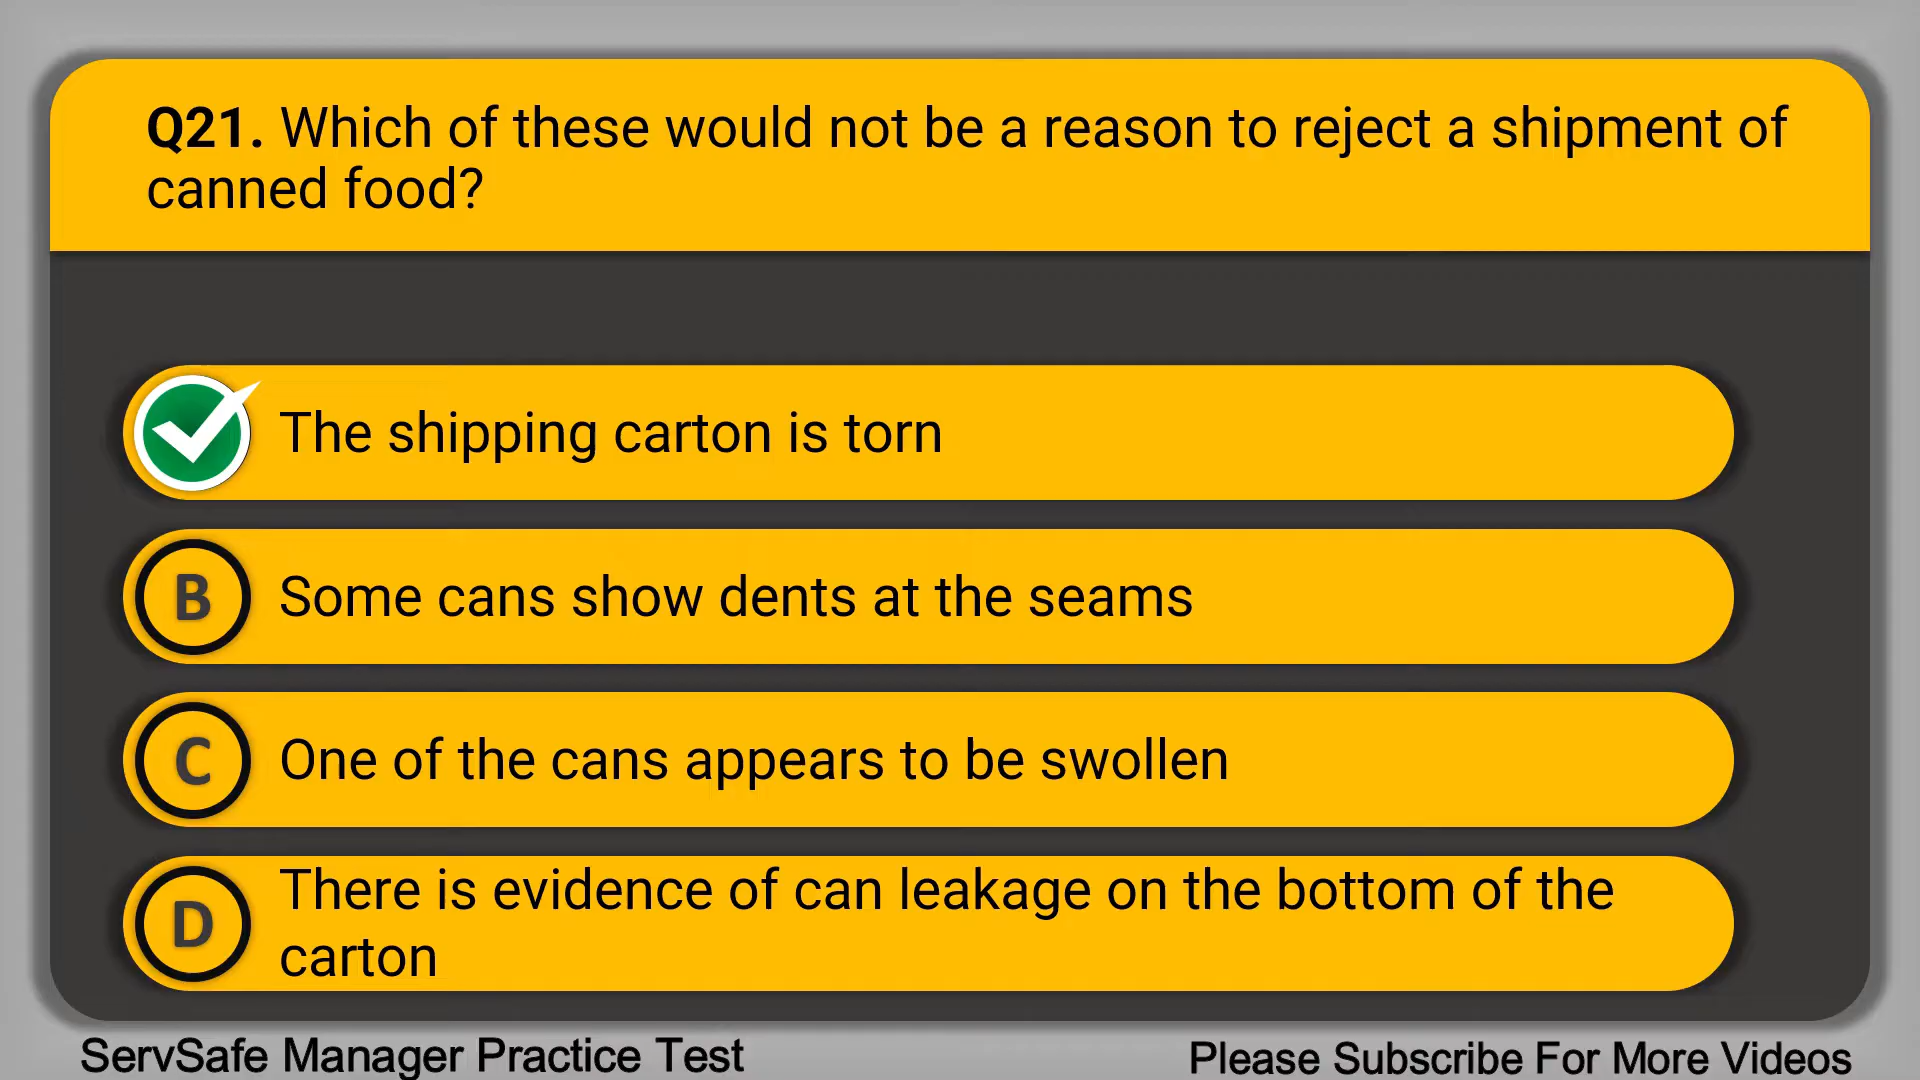 Q21. Which of these would not be a reason to reject a shipment of
canned food?
The shipping carton is torn
B
Some cans show dents at the seams
C
One of the cans appears to be swollen
D
There is evidence of can leakage on the bottom of the
carton
ServSafe Manager Practice Test
Please Subscribe For More Videos